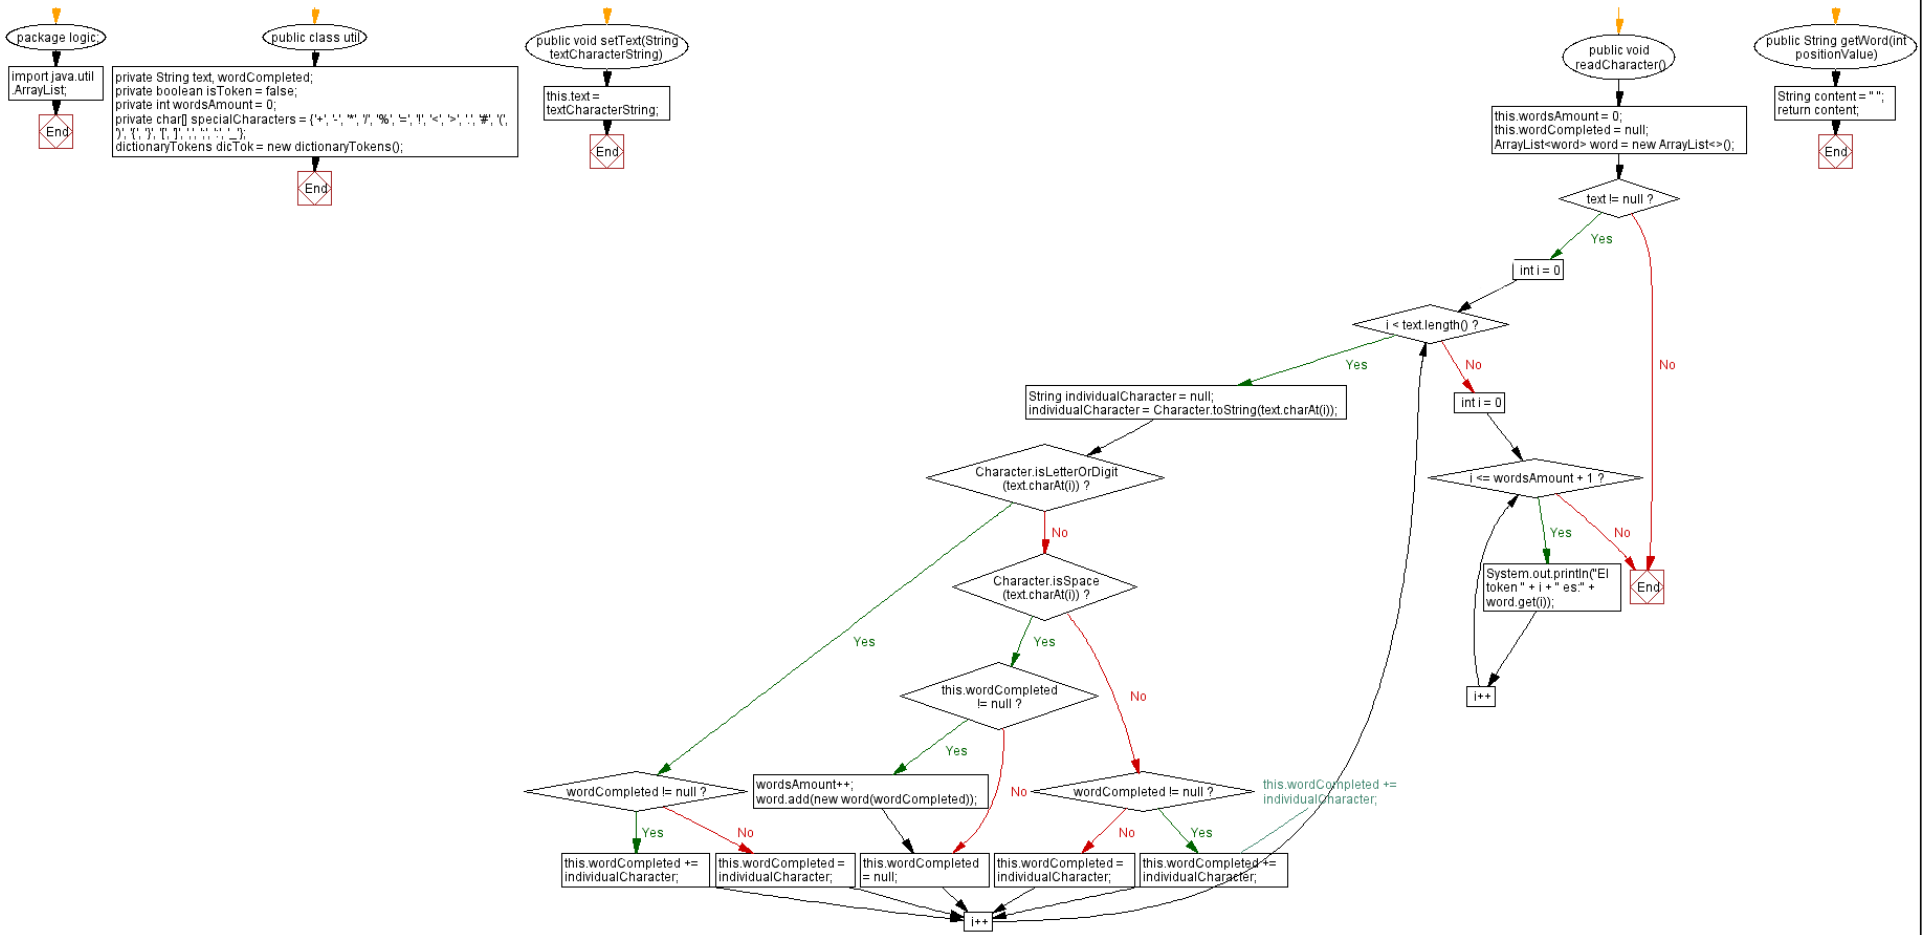 package logic;
import java.util
.ArrayList;
End
public class util
private String text, wordCompleted;
private boolean isToken = false;
private int wordsAmount = 0;
private char[] specialCharacters = {'+', '-', '*', '/', '%', '=', '!', '<', '>', '.', '#', '(',
')', '{', '}', '[', ']', ',', ';', ':', '_'};
dictionaryTokens dicTok = new dictionaryTokens();
End
public void setText(String
textCharacterString)
this.text =
textCharacterString;
End
public void
readCharacter()
this.wordsAmount = 0;
this.wordCompleted = null;
ArrayList<word> word = new ArrayList<>();
text != null ?
Yes
No
int i = 0
i < text.length() ?
Yes
No
String individualCharacter = null;
individualCharacter = Character.toString(text.charAt(i));
int i = 0
Character.isLetterOrDigit
(text.charAt(i)) ?
i <= wordsAmount + 1 ?
No
Yes
No
Character.isSpace
(text.charAt(i)) ?
System.out.println("El
token " + i + " es:" +
word.get(i));
End
Yes
Yes
No
this.wordCompleted
!= null ?
i++
Yes
No
wordCompleted != null ?
wordsAmount++;
word.add(new word(wordCompleted));
wordCompleted != null ?
this.wordCompleted +=
individualCharacter;
Yes
No
No
Yes
this.wordCompleted +=
individualCharacter;
this.wordCompleted =
individualCharacter;
this.wordCompleted
= null;
this.wordCompleted =
individualCharacter;
this.wordCompleted +=
individualCharacter;
i++
public String getWord(int
positionValue)
String content = " ";
return content;
End